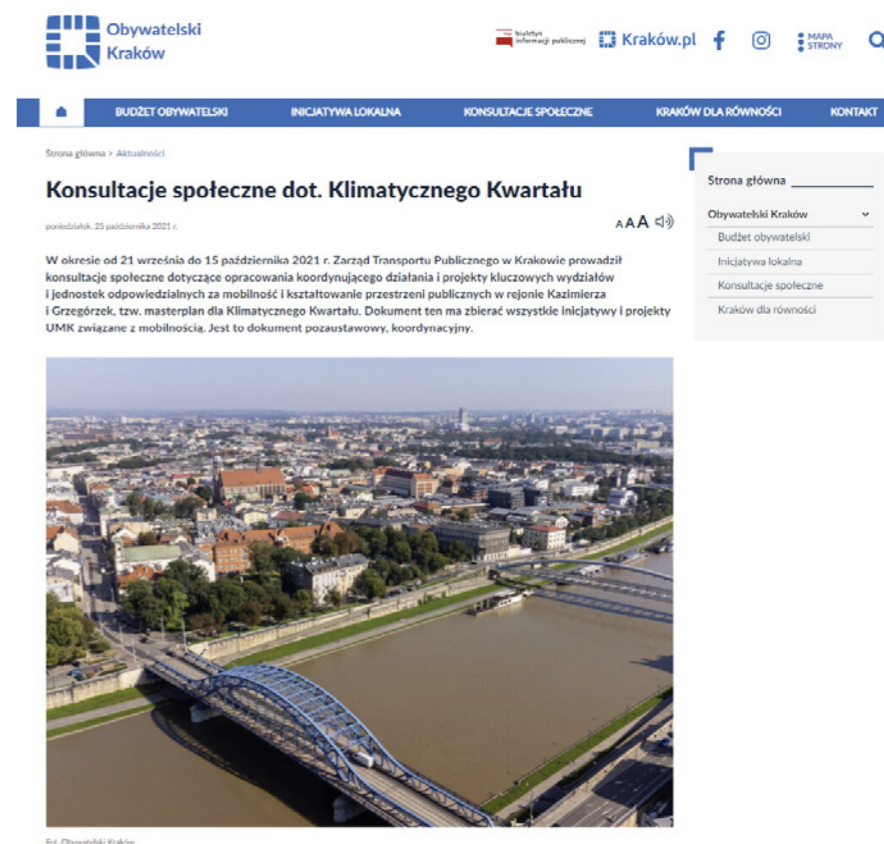 Obywatelski
Kraków
biuletyn
informacji publicznej
Kraków.pl
MAPA
STRONY
BUDŻET OBYWATELSKI
INICJATYWA LOKALNA
KONSULTACJE SPOŁECZNE
KRAKÓW DLA RÓWNOŚCI
KONTAKT
Strona główna > Aktualności
Konsultacje społeczne dot. Klimatycznego Kwartału
poniedziałek, 25 października 2021 r.
A A A
W okresie od 21 września do 15 października 2021 r. Zarząd Transportu Publicznego w Krakowie prowadził
konsultacje społeczne dotyczące opracowania koordynującego działania i projekty kluczowych wydziałów
i jednostek odpowiedzialnych za mobilność i kształtowanie przestrzeni publicznych w rejonie Kazimierza
i Grzegórzek, tzw. masterplan dla Klimatycznego Kwartału. Dokument ten ma zbierać wszystkie inicjatywy i projekty
UMK związane z mobilnością. Jest to dokument pozaustawowy, koordynacyjny.
Fot. Obywatelski Kraków
Strona główna
Obywatelski Kraków
Budżet obywatelski
Inicjatywa lokalna
Konsultacje społeczne
Kraków dla równości